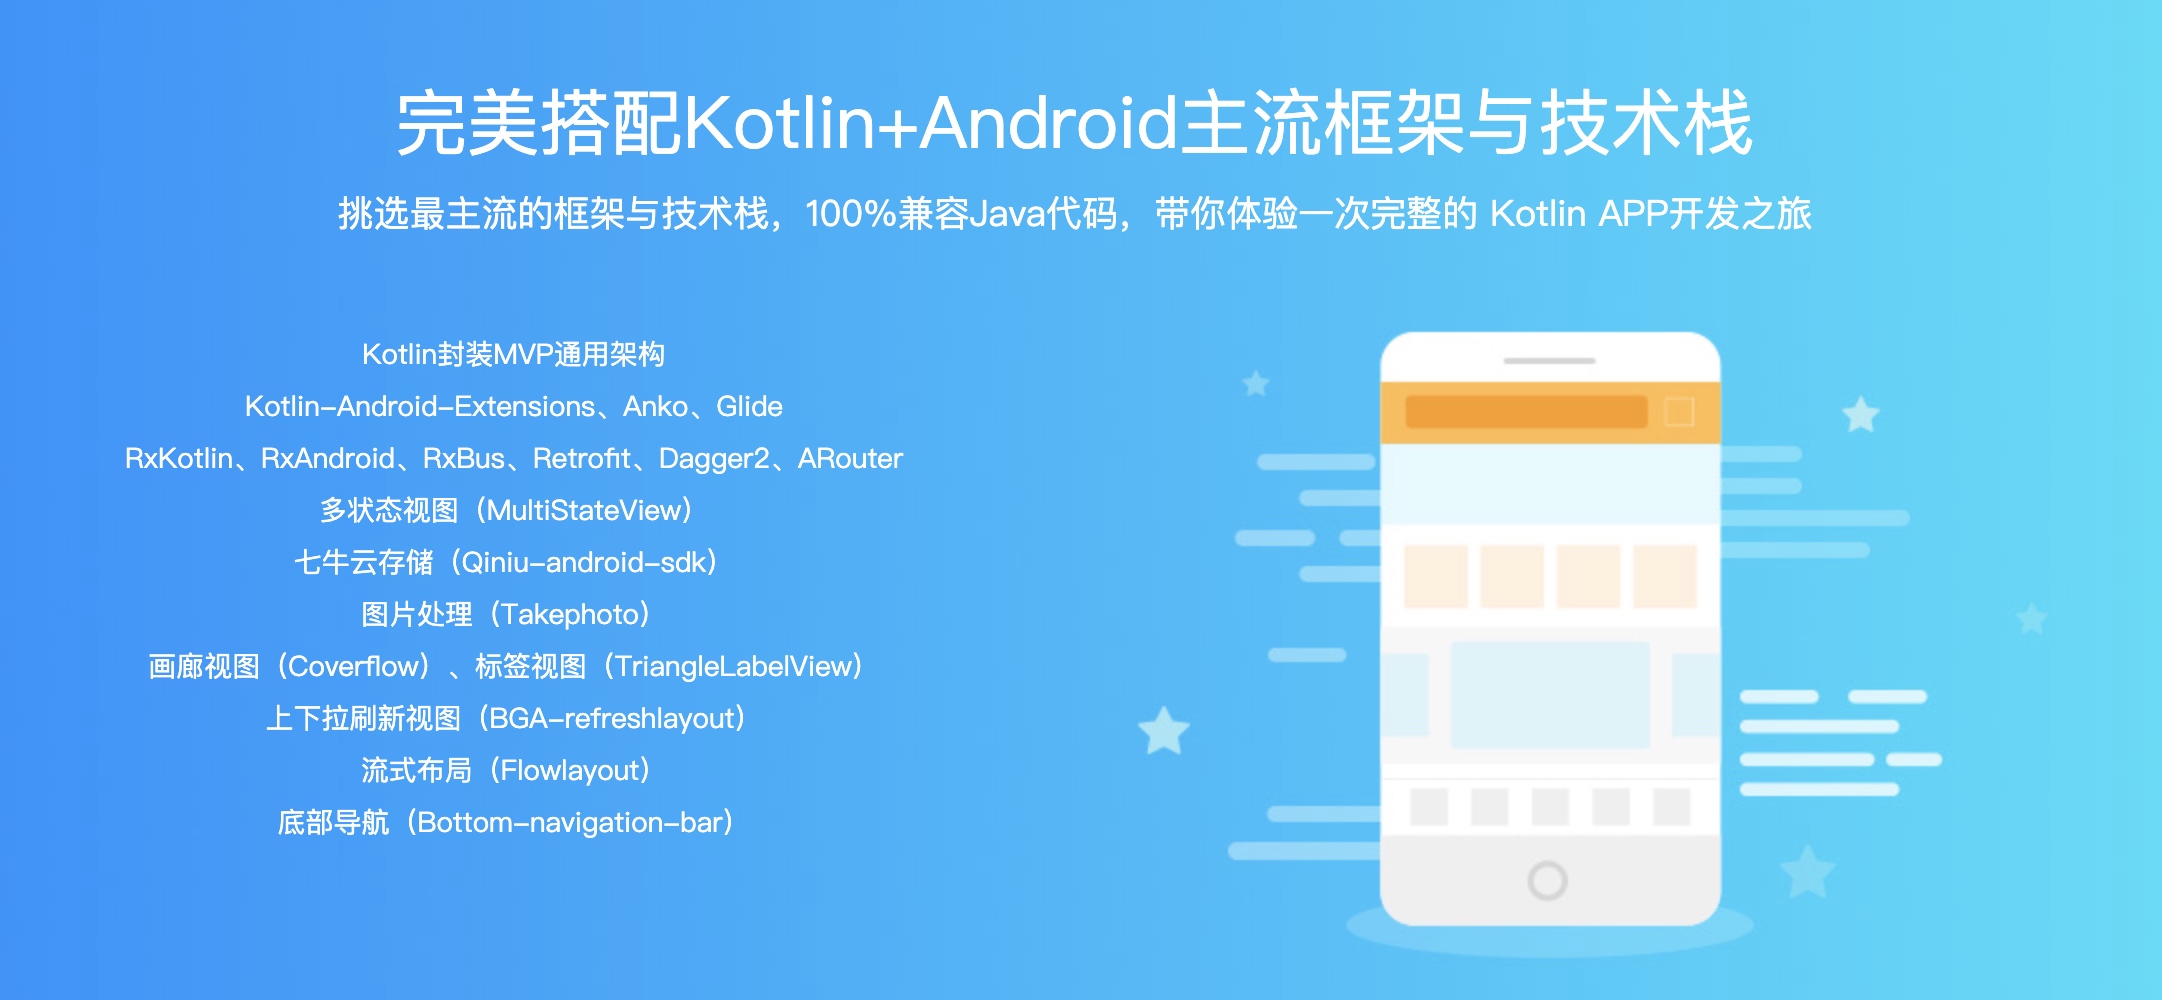 完美搭配Kotlin+Android主流框架与技术栈
挑选最主流的框架与技术栈，100%兼容Java代码，带你体验一次完整的 Kotlin APP开发之旅
Kotlin封装MVP通用架构
Kotlin-Android-Extensions、Anko、Glide
RxKotlin、RxAndroid、RxBus、Retrofit、Dagger2、ARouter
多状态视图（MultiStateView）
七牛云存储（Qiniu-android-sdk）
图片处理（Takephoto）
画廊视图（Coverflow）、标签视图（TriangleLabelView）
上下拉刷新视图（BGA-refreshlayout）
流式布局（Flowlayout）
底部导航（Bottom-navigation-bar）